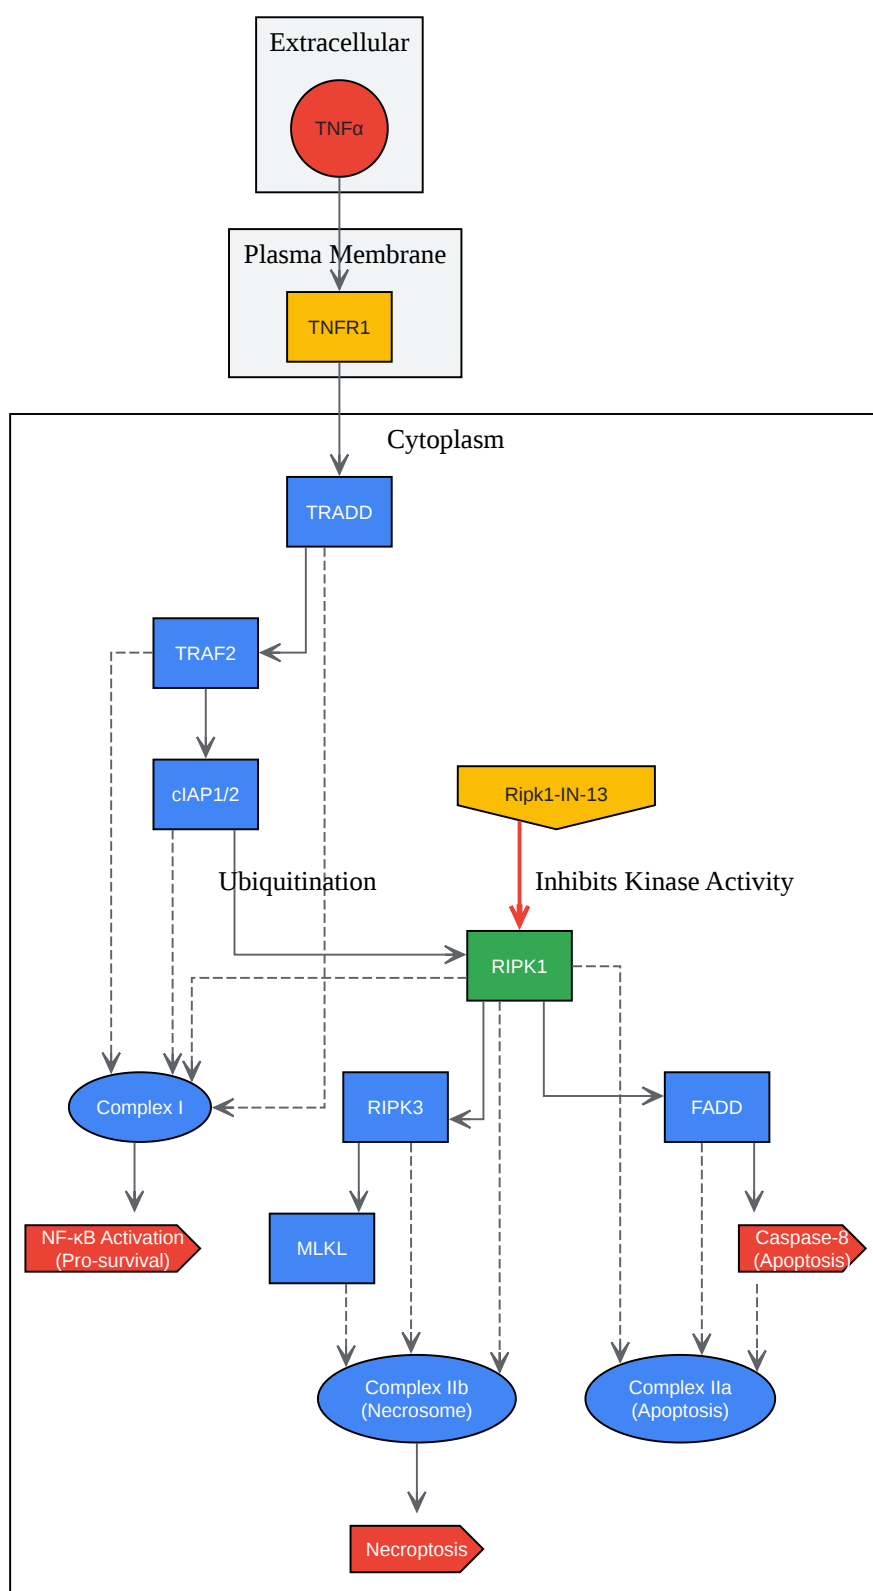 Extracellular
TNFα
Plasma Membrane
TNFR1
Cytoplasm
TRADD
TRAF2
cIAP1/2
Ripk1-IN-13
Ubiquitination
Inhibits Kinase Activity
RIPK1
Complex I
RIPK3
FADD
NF-κB Activation
(Pro-survival)
MLKL
Caspase-8
(Apoptosis)
Complex IIb
(Necrosome)
Complex IIa
(Apoptosis)
Necroptosis